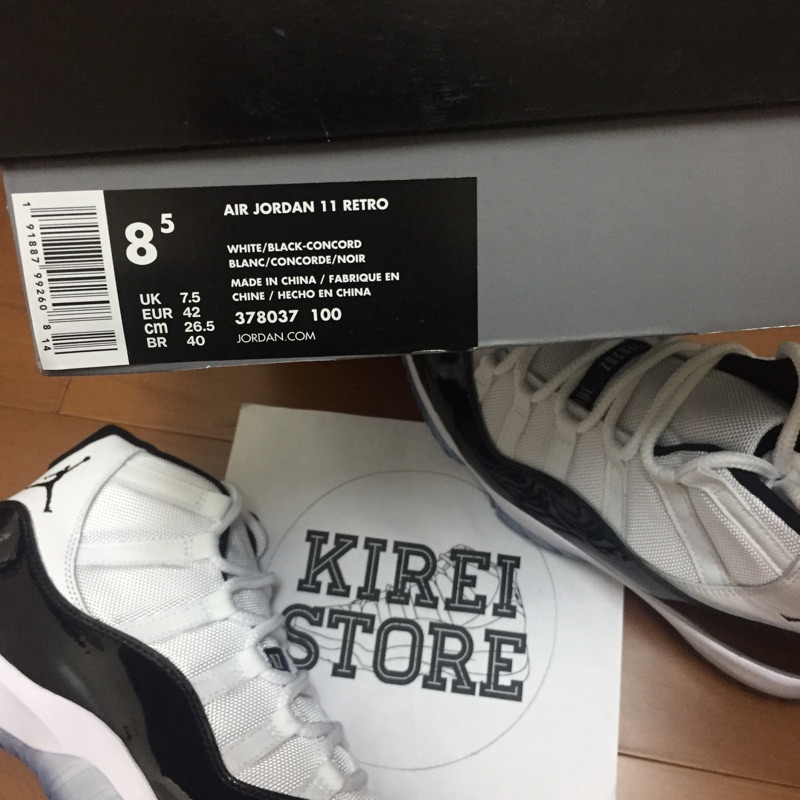 8 5
AIR JORDAN 11 RETRO
WHITE/BLACK-CONCORD
BLANC/CONCORDE/NOIR
MADE IN CHINA / FABRIQUE EN
CHINE / HECHO EN CHINA
378037 100
JORDAN.COM
UK 7.5
EUR 42
cm 26.5
BR 40
1 91887 99260 8 14
KIREI
STORE